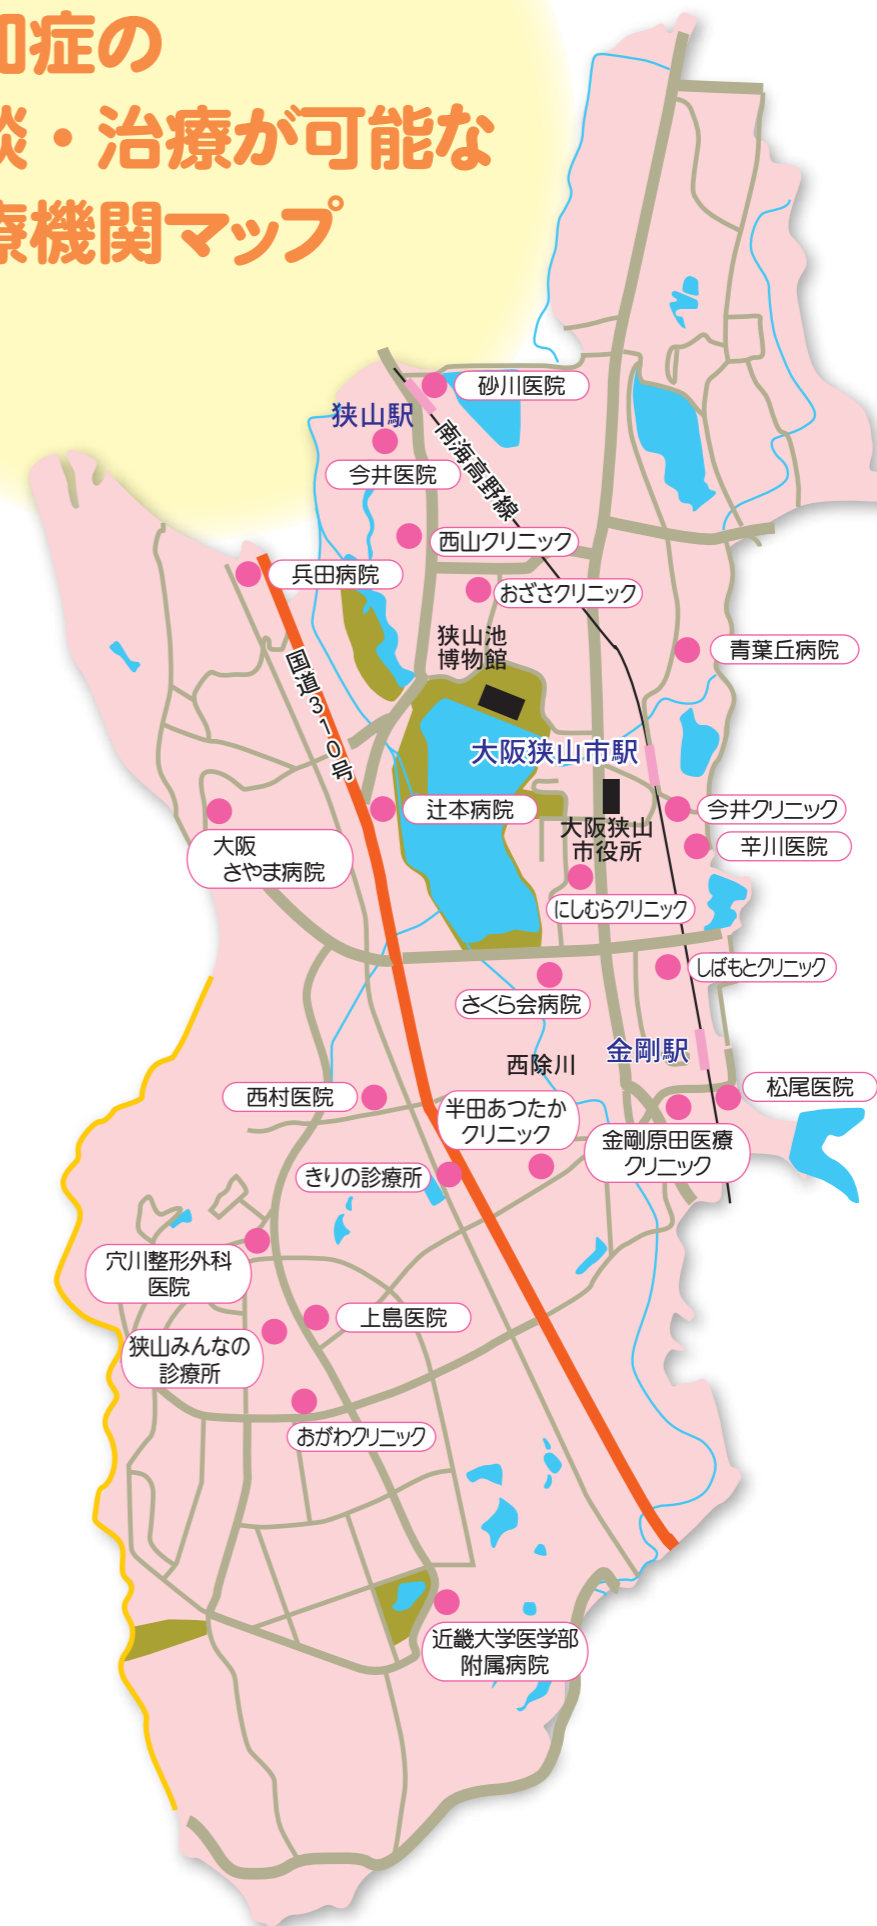 知症の
談・治療が可能な
療機関マップ
砂川医院
狭山駅
南海高野線
今井医院
西山クリニック
兵田病院
おざさクリニック
狭山池
博物館
青葉丘病院
国道310号
大阪狭山市駅
辻本病院
今井クリニック
大阪狭山
市役所
辛川医院
大阪
さやま病院
にしむらクリニック
しばもとクリニック
さくら会病院
金剛駅
西除川
松尾医院
西村医院
半田あつたか
クリニック
金剛原田医療
クリニック
きりの診療所
穴川整形外科
医院
上島医院
狭山みんなの
診療所
おがわクリニック
近畿大学医学部
附属病院